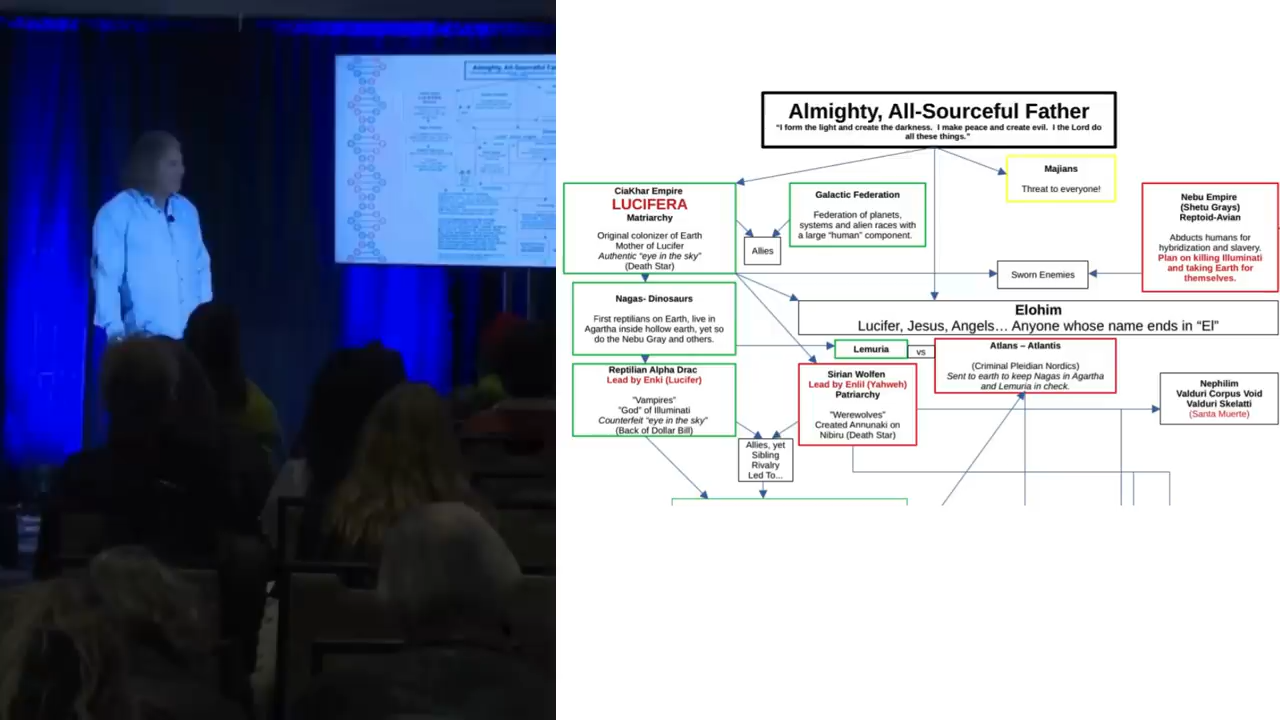 Almighty, All-Sourceful Father
"I form the light and create the darkness. I make peace and create evil. I the Lord do
all these things."
Majians
Threat to everyone!
CiaKhar Empire
LUCIFERA
Matriarchy
Original colonizer of Earth
Mother of Lucifer
Authentic "eye in the sky"
(Death Star)
Galactic Federation
Federation of planets,
systems and alien races with
a large "human" component.
Nebu Empire
(Shetu Grays)
Reptoid-Avian
Abducts humans for
hybridization and slavery.
Plan on killing Illuminati
and taking Earth for
themselves.
Allies
Sworn Enemies
Nagas- Dinosaurs
First reptilians on Earth, live in
Agartha inside hollow earth, yet so
do the Nebu Gray and others.
Elohim
Lucifer, Jesus, Angels… Anyone whose name ends in "El"
Lemuria
vs
Atlans – Atlantis
(Criminal Pleidian Nordics)
Sent to earth to keep Nagas in Agartha
and Lemuria in check.
Reptilian Alpha Drac
Lead by Enki (Lucifer)
"Vampires"
"God" of Illuminati
Counterfeit "eye in the sky"
(Back of Dollar Bill)
Sirian Wolfen
Lead by Enlil (Yahweh)
Patriarchy
"Werewolves"
Created Annunaki on
Nibiru (Death Star)
Nephilim
Valduri Corpus Void
Valduri Skelatti
(Santa Muerte)
Allies, yet
Sibling
Rivalry
Led To...